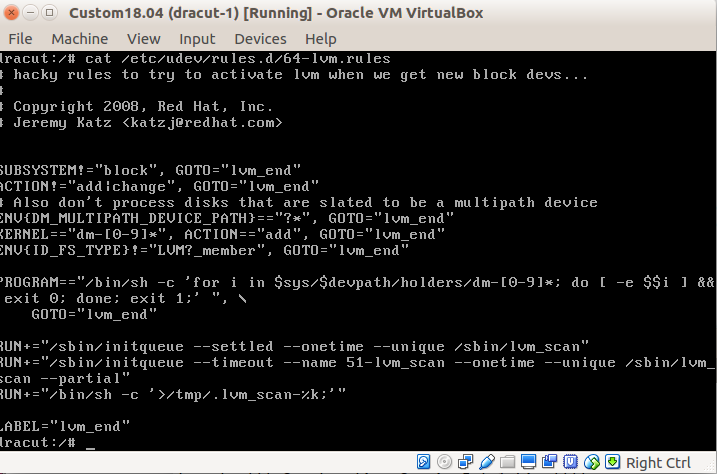 Custom18.04 (dracut-1) [Running] - Oracle VM VirtualBox
File Machine View Input Devices Help
dracut:/# cat /etc/udev/rules.d/64-lvm.rules
# hacky rules to try to activate lvm when we get new block devs...
#
# Copyright 2008, Red Hat, Inc.
# Jeremy Katz <katzj@redhat.com>
SUBSYSTEM!="block", GOTO="lvm_end"
ACTION!="add|change", GOTO="lvm_end"
# Also don't process disks that are slated to be a multipath device
ENV{DM_MULTIPATH_DEVICE_PATH}=="?*", GOTO="lvm_end"
KERNEL=="dm-[0-9]*", ACTION=="add", GOTO="lvm_end"
ENV{ID_FS_TYPE}!="LVM?_member", GOTO="lvm_end"
PROGRAM=="/bin/sh -c 'for i in $sys/$devpath/holders/dm-[0-9]*; do [ -e $$i ] &&
 exit 0; done; exit 1;' ", \
    GOTO="lvm_end"
RUN+="/sbin/initqueue --settled --onetime --unique /sbin/lvm_scan"
RUN+="/sbin/initqueue --timeout --name 51-lvm_scan --onetime --unique /sbin/lvm_
scan --partial"
RUN+="/bin/sh -c '>/tmp/.lvm_scan-%k;'"
LABEL="lvm_end"
dracut:/# _
Right Ctrl